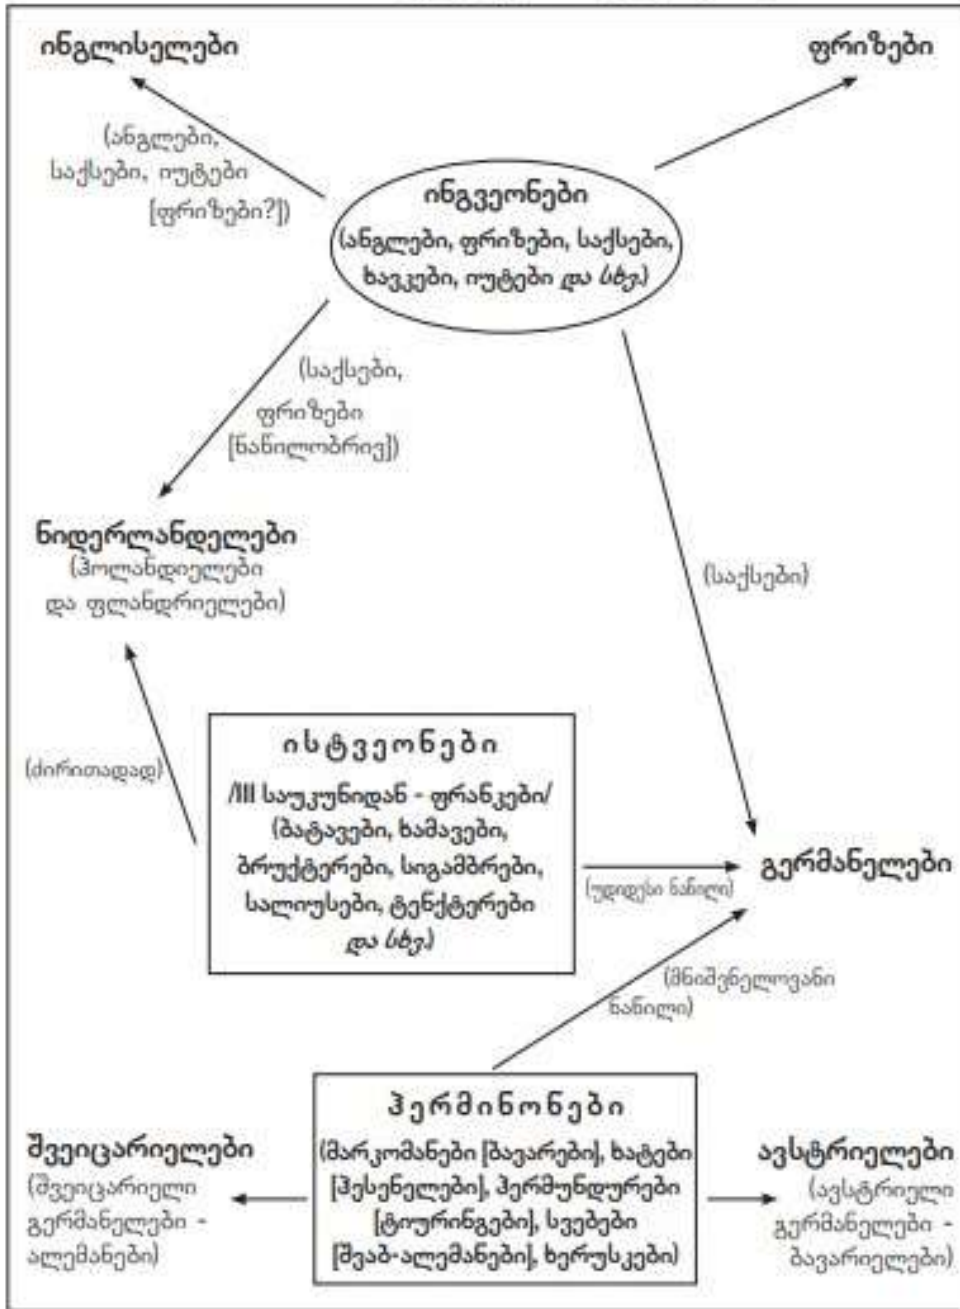 ინგლისელები
ფრიზები
(ანგლები,
საქსები, იუტები
[ფრიზები?])
ინგვეონები
(ანგლები, ფრიზები, საქსები,
ხავკები, იუტები და სხვ.)
(საქსები,
ფრიზები
[ნაწილობრივ])
ნიდერლანდელები
(ჰოლანდიელები
და ფლანდრიელები)
(საქსები)
(ძირითადად)
ისტვეონები
/III საუკუნიდან - ფრანკები/
(ბატავები, ხამავები,
ბრუქტერები, სიგამბრები,
სალიუსები, ტენქტერები
და სხვ.)
(უდიდესი ნაწილი)
გერმანელები
(მნიშვნელოვანი
ნაწილი)
ჰერმინონები
(მარკომანები [ბავარები], ხატები
[ჰესენელები], ჰერმუნდურები
[ტიურინგები], სვებები
[შვაბ-ალემანები], ხერუსკები)
შვეიცარიელები
(შვეიცარიელი
გერმანელები -
ალემანები)
ავსტრიელები
(ავსტრიელი
გერმანელები -
ბავარიელები)